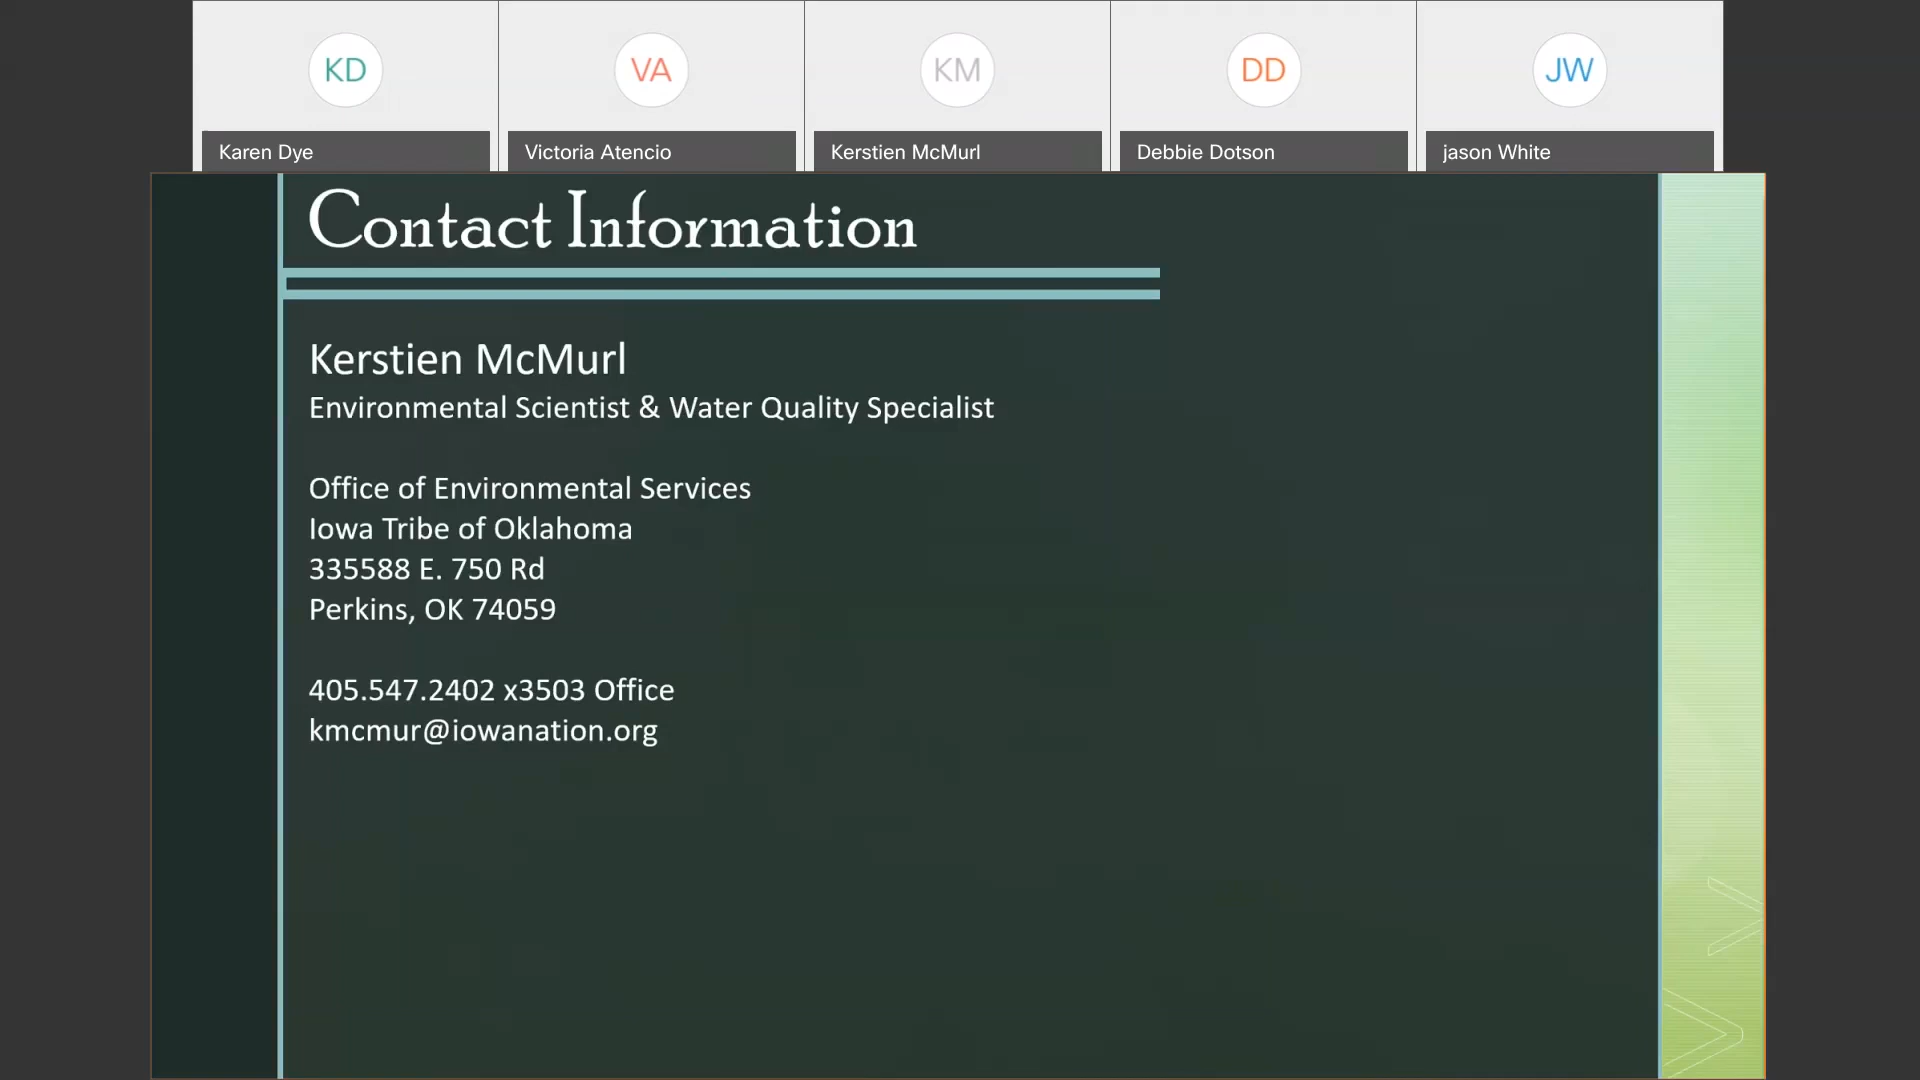 KD
VA
KM
DD
JW
Karen Dye
Victoria Atencio
Kerstien McMurl
Debbie Dotson
jason White
Contact Information
Kerstien McMurl
Environmental Scientist & Water Quality Specialist
Office of Environmental Services
Iowa Tribe of Oklahoma
335588 E. 750 Rd
Perkins, OK 74059
405.547.2402 x3503 Office
kmcmur@iowanation.org